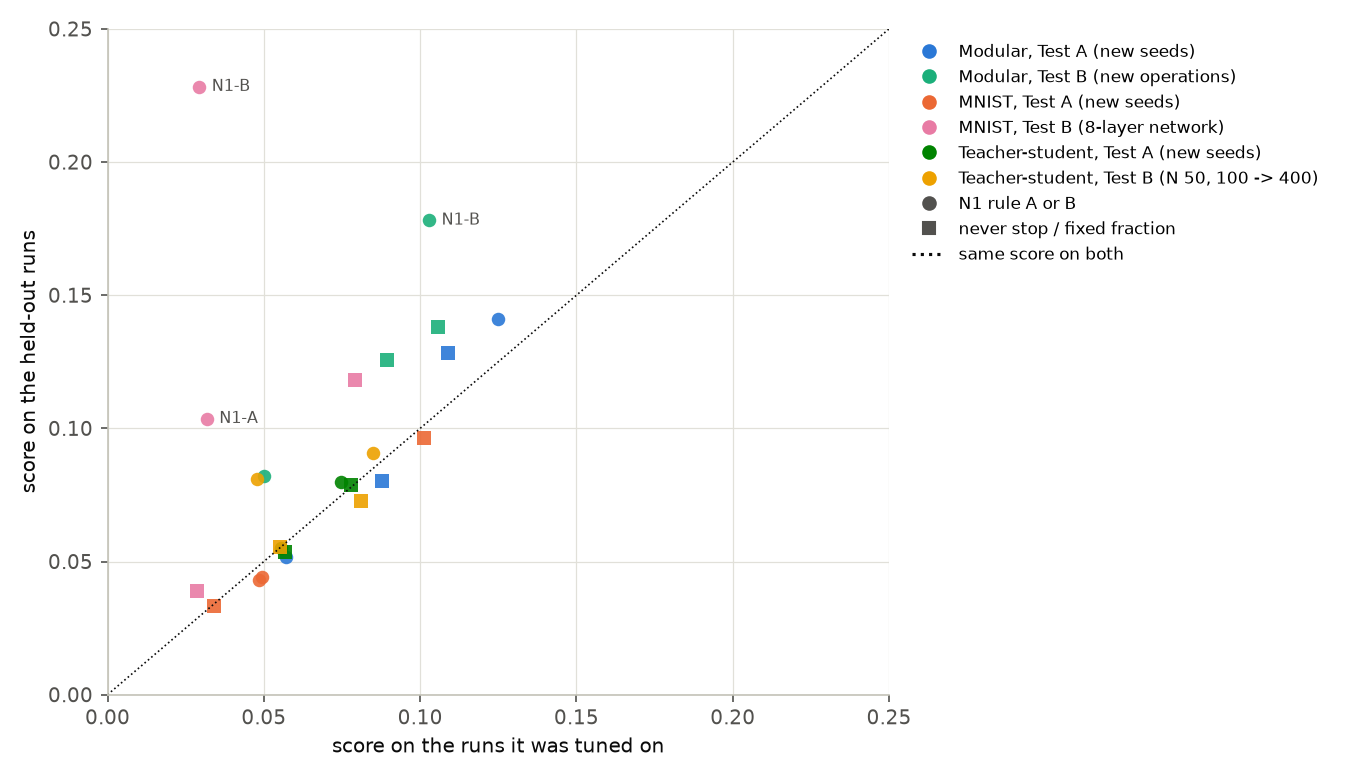 0.25
0.20
0.15
0.10
0.05
0.00
0.00
0.05
0.10
0.15
0.20
0.25
score on the held-out runs
score on the runs it was tuned on
N1-B
N1-B
N1-A
Modular, Test A (new seeds)
Modular, Test B (new operations)
MNIST, Test A (new seeds)
MNIST, Test B (8-layer network)
Teacher-student, Test A (new seeds)
Teacher-student, Test B (N 50, 100 -> 400)
N1 rule A or B
never stop / fixed fraction
same score on both